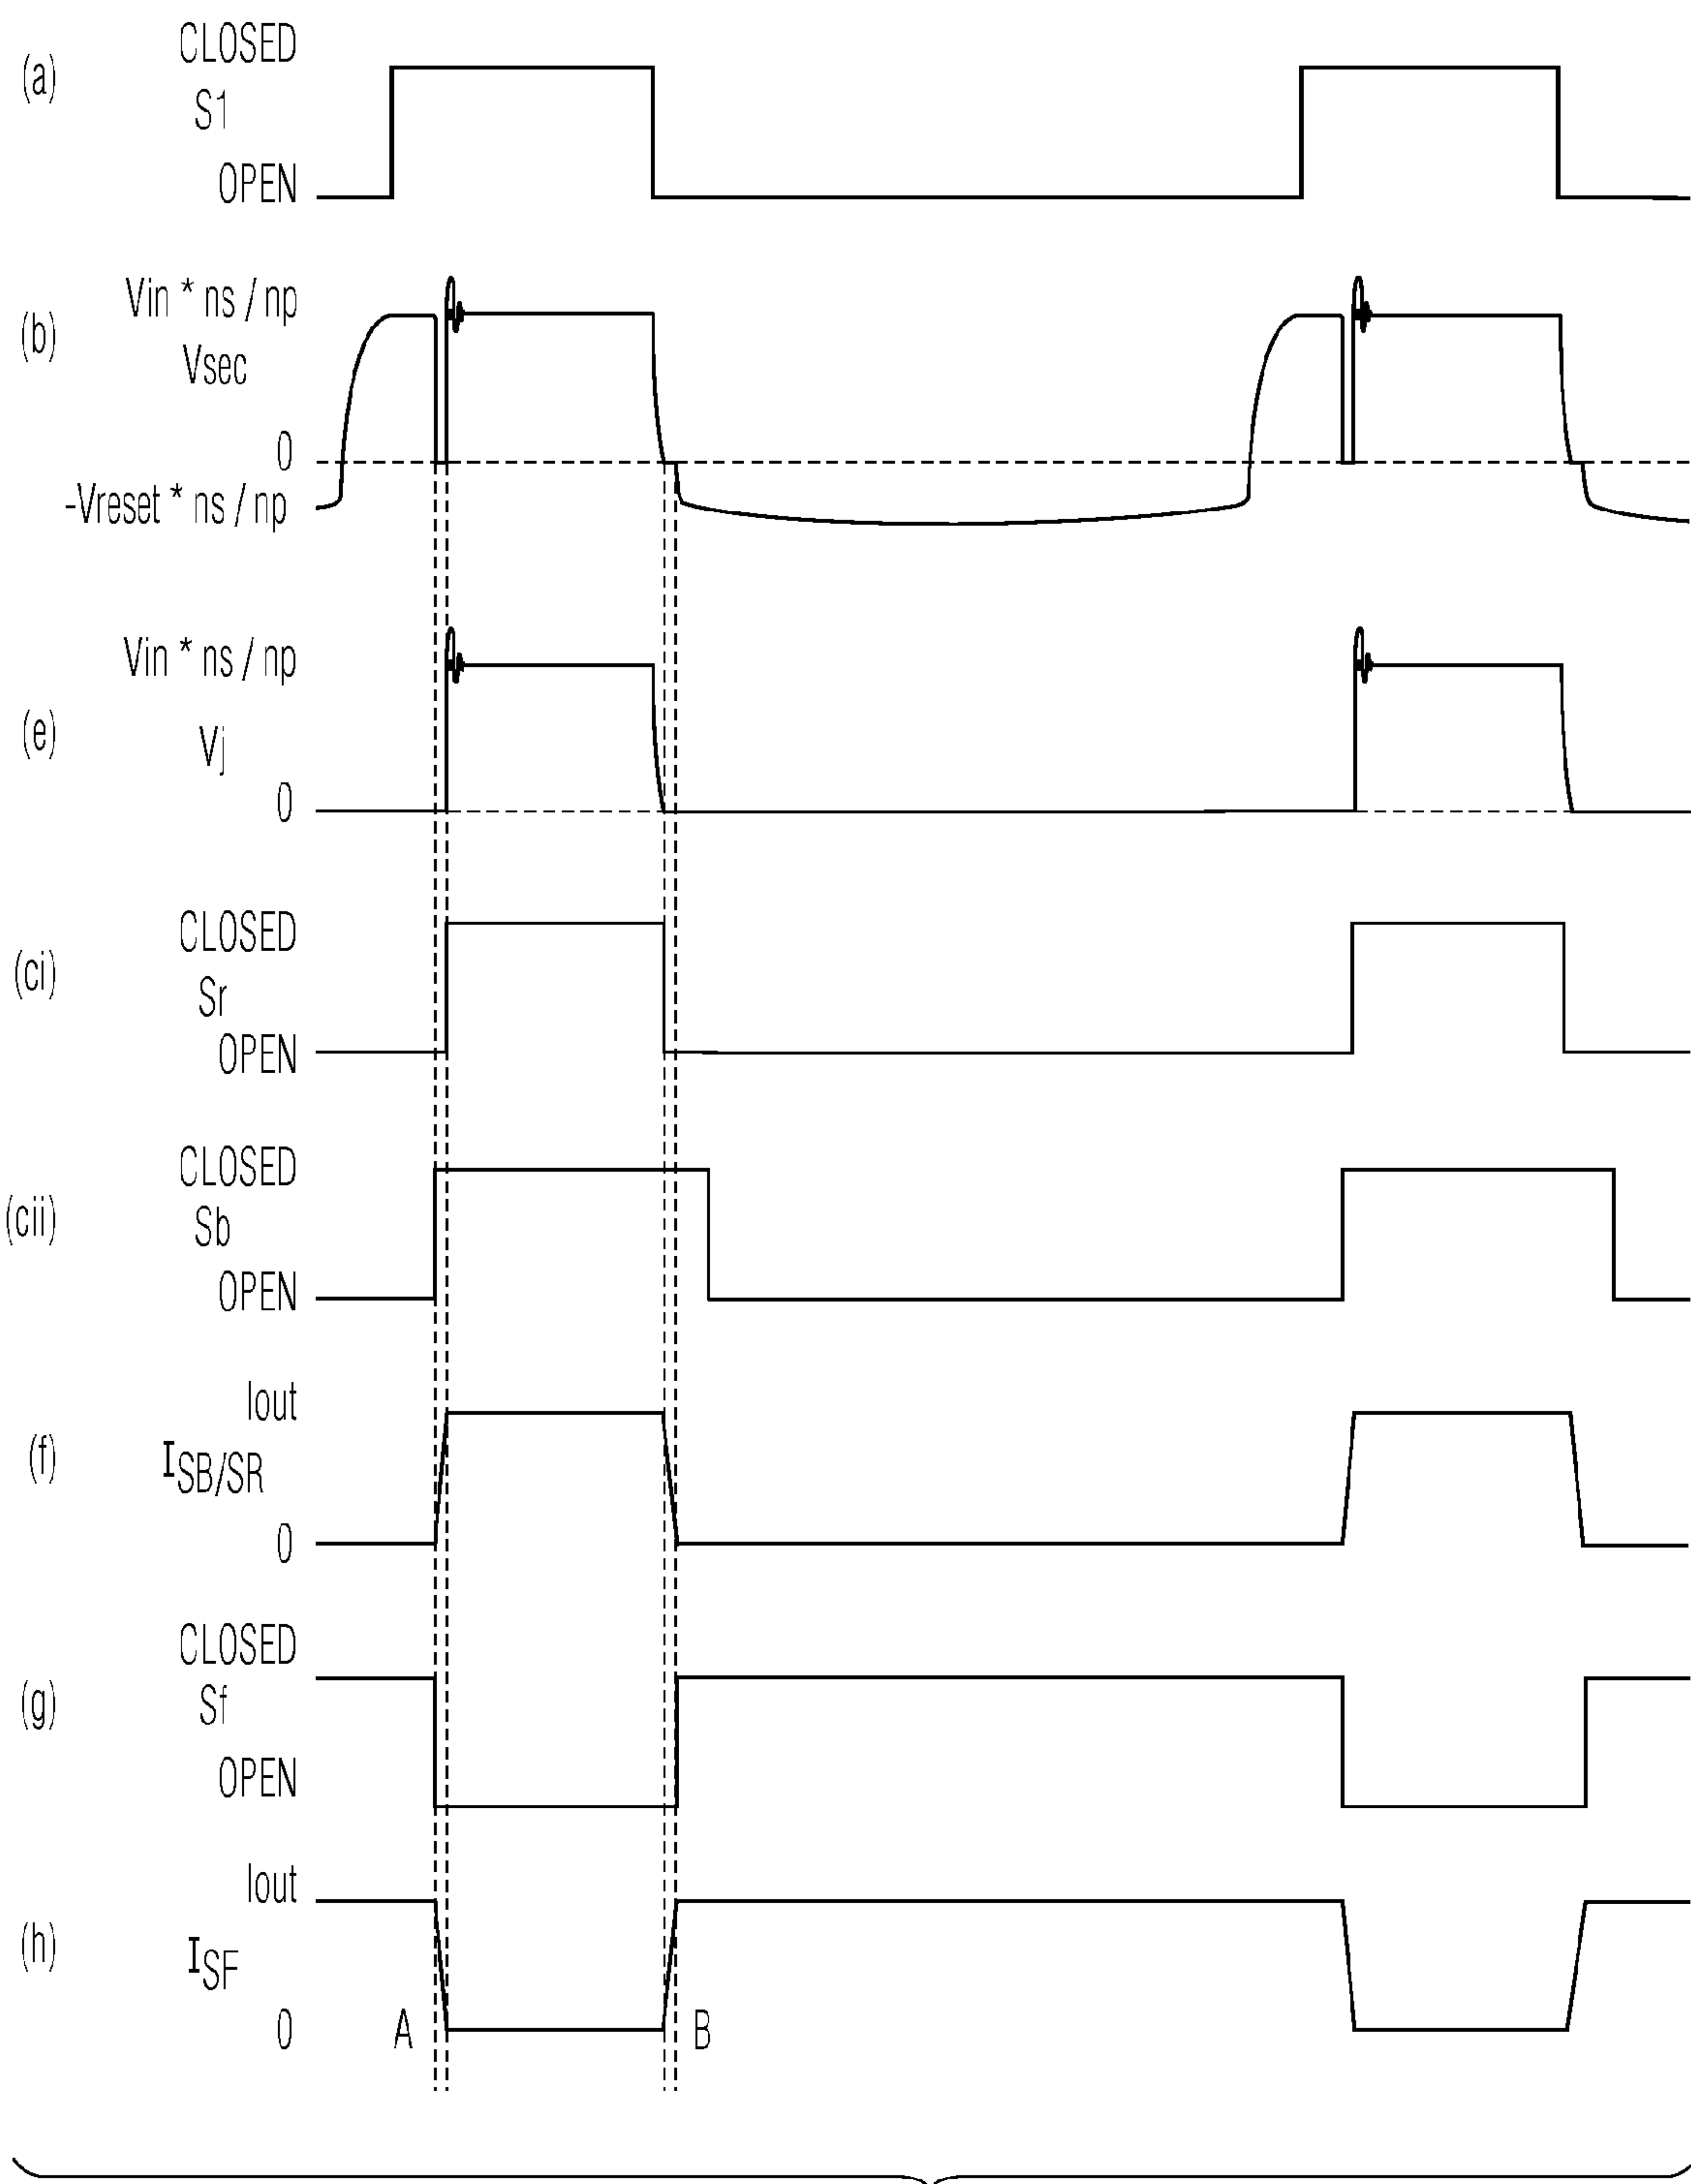 (a)
CLOSED
S1
OPEN
(b)
Vin * ns / np
Vsec
0
-Vreset * ns / np
(e)
Vin * ns / np
Vj
0
(ci)
CLOSED
Sr
OPEN
(cii)
CLOSED
Sb
OPEN
(f)
Iout
ISB/SR
0
(g)
CLOSED
Sf
OPEN
(h)
Iout
ISF
0
A
B